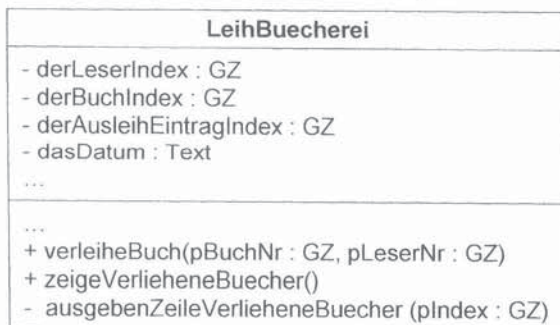 LeihBuecherei
- derLeserIndex : GZ
- derBuchIndex : GZ
- derAusleihEintragIndex : GZ
- dasDatum : Text
...
...
+ verleiheBuch(pBuchNr : GZ, pLeserNr : GZ)
+ zeigeVerlieheneBuecher()
- ausgebenZeileVerlieheneBuecher (pIndex : GZ)